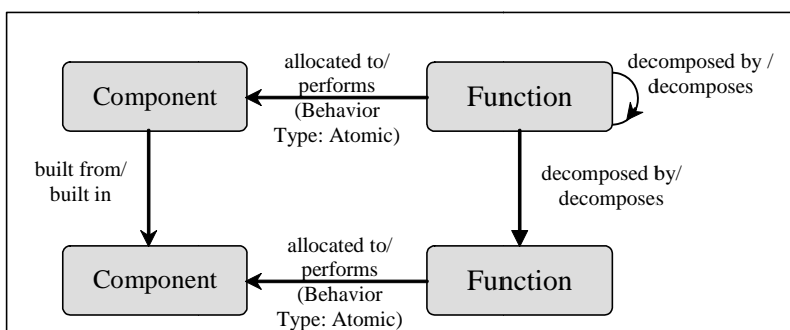 Component
allocated to/
performs
(Behavior
Type: Atomic)
Function
decomposed by /
decomposes
built from/
built in
decomposed by/
decomposes
Component
allocated to/
performs
(Behavior
Type: Atomic)
Function